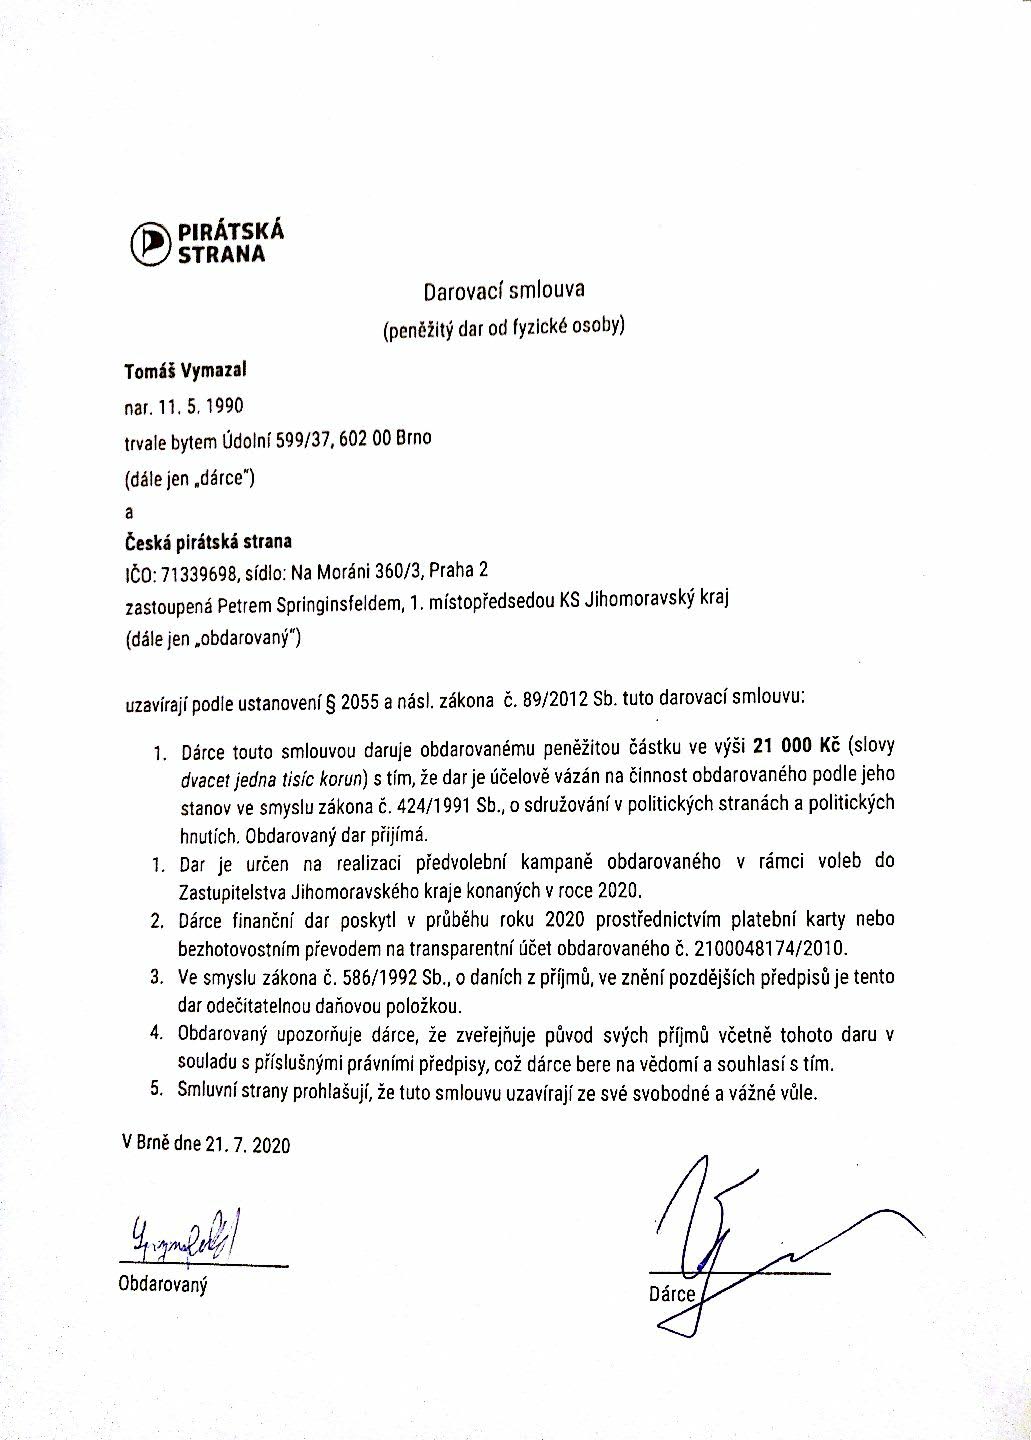 PIRÁTSKÁ
STRANA
Darovací smlouva
(peněžitý dar od fyzické osoby)
Tomáš Vymazal
nar. 11. 5. 1990
trvale bytem Údolní 599/37, 602 00 Brno
(dále jen „dárce“)
a
Česká pirátská strana
IČO: 71339698, sídlo: Na Moráni 360/3, Praha 2
zastoupená Petrem Springinsfeldem, 1. místopředsedou KS Jihomoravský kraj
(dále jen „obdarovaný“)
uzavírají podle ustanovení § 2055 a násl. zákona č. 89/2012 Sb. tuto darovací smlouvu:
1. Dárce touto smlouvou daruje obdarovanému peněžitou částku ve výši 21 000 Kč (slovy
dvacet jedna tisíc korun) s tím, že dar je účelově vázán na činnost obdarovaného podle jeho
stanov ve smyslu zákona č. 424/1991 Sb., o sdružování v politických stranách a politických
hnutích. Obdarovaný dar přijímá.
1. Dar je určen na realizaci předvolební kampaně obdarovaného v rámci voleb do
Zastupitelstva Jihomoravského kraje konaných v roce 2020.
2. Dárce finanční dar poskytl v průběhu roku 2020 prostřednictvím platební karty nebo
bezhotovostním převodem na transparentní účet obdarovaného č. 2100048174/2010.
3. Ve smyslu zákona č. 586/1992 Sb., o daních z příjmů, ve znění pozdějších předpisů je tento
dar odečitatelnou daňovou položkou.
4. Obdarovaný upozorňuje dárce, že zveřejňuje původ svých příjmů včetně tohoto daru v
souladu s příslušnými právními předpisy, což dárce bere na vědomí a souhlasí s tím.
5. Smluvní strany prohlašují, že tuto smlouvu uzavírají ze své svobodné a vážné vůle.
V Brně dne 21. 7. 2020
Obdarovaný
Dárce